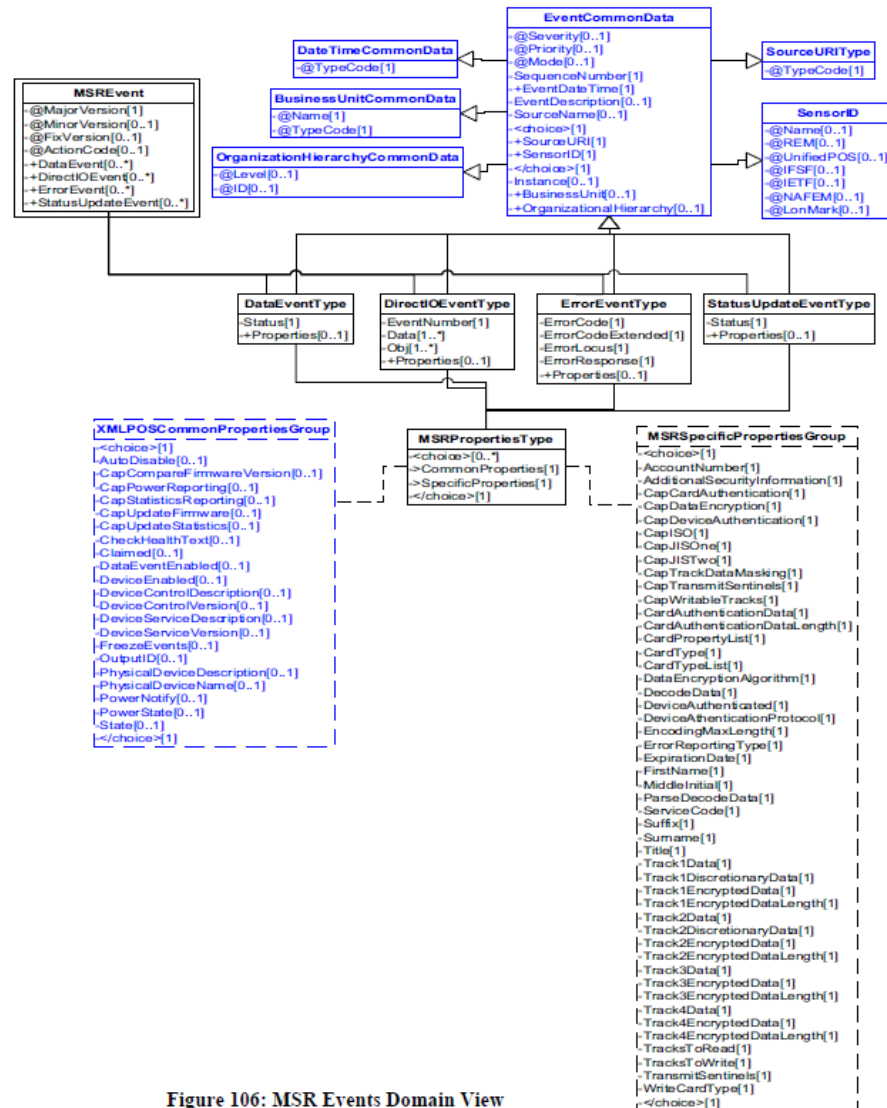 EventCommonData
-@Severity[0..1]
-@Priority[0..1]
-@Mode[0..1]
-SequenceNumber[1]
-+EventDateTime[1]
-EventDescription[0..1]
-SourceName[0..1]
-<choice>[1]
-+SourceURI[1]
-+SensorID[1]
-</choice>[1]
-Instance[0..1]
-+BusinessUnit[0..1]
-+OrganizationalHierarchy[0..1]
DateTimeCommonData
-@TypeCode[1]
SourceURIType
-@TypeCode[1]
MSREvent
-@MajorVersion[1]
-@MinorVersion[0..1]
-@FixVersion[0..1]
-@ActionCode[0..1]
-+DataEvent[0..*]
-+DirectIOEvent[0..*]
-+ErrorEvent[0..*]
-+StatusUpdateEvent[0..*]
BusinessUnitCommonData
-@Name[1]
-@TypeCode[1]
SensorID
-@Name[0..1]
-@REM[0..1]
-@UnifiedPOS[0..1]
-@IFSF[0..1]
-@IETF[0..1]
-@NAFEM[0..1]
-@LonMark[0..1]
OrganizationHierarchyCommonData
-@Level[0..1]
-@ID[0..1]
DataEventType
-Status[1]
-+Properties[0..1]
DirectIOEventType
-EventNumber[1]
-Data[1..*]
-Obj[1..*]
-+Properties[0..1]
ErrorEventType
-ErrorCode[1]
-ErrorCodeExtended[1]
-ErrorLocus[1]
-ErrorResponse[1]
-+Properties[0..1]
StatusUpdateEventType
-Status[1]
-+Properties[0..1]
XMLPOSCommonPropertiesGroup
-<choice>[1]
-AutoDisable[0..1]
-CapCompareFirmwareVersion[0..1]
-CapPowerReporting[0..1]
-CapStatisticsReporting[0..1]
-CapUpdateFirmware[0..1]
-CapUpdateStatistics[0..1]
-CheckHealthText[0..1]
-Claimed[0..1]
-DataEventEnabled[0..1]
-DeviceEnabled[0..1]
-DeviceControlDescription[0..1]
-DeviceControlVersion[0..1]
-DeviceServiceDescription[0..1]
-DeviceServiceVersion[0..1]
-FreezeEvents[0..1]
-OutputID[0..1]
-PhysicalDeviceDescription[0..1]
-PhysicalDeviceName[0..1]
-PowerNotify[0..1]
-PowerState[0..1]
-State[0..1]
-</choice>[1]
MSRPropertiesType
-<choice>[0..*]
->CommonProperties[1]
->SpecificProperties[1]
-</choice>[1]
MSRSpecificPropertiesGroup
-<choice>[1]
-AccountNumber[1]
-AdditionalSecurityInformation[1]
-CapCardAuthentication[1]
-CapDataEncryption[1]
-CapDeviceAuthentication[1]
-CapISO[1]
-CapJISOne[1]
-CapJISTwo[1]
-CapTrackDataMasking[1]
-CapTransmitSentinels[1]
-CapWritableTracks[1]
-CardAuthenticationData[1]
-CardAuthenticationDataLength[1]
-CardPropertyList[1]
-CardType[1]
-CardTypeList[1]
-DataEncryptionAlgorithm[1]
-DecodeData[1]
-DeviceAuthenticated[1]
-DeviceAthenticationProtocol[1]
-EncodingMaxLength[1]
-ErrorReportingType[1]
-ExpirationDate[1]
-FirstName[1]
-MiddleInitial[1]
-ParseDecodeData[1]
-ServiceCode[1]
-Suffix[1]
-Surname[1]
-Title[1]
-Track1Data[1]
-Track1DiscretionaryData[1]
-Track1EncryptedData[1]
-Track1EncryptedDataLength[1]
-Track2Data[1]
-Track2DiscretionaryData[1]
-Track2EncryptedData[1]
-Track2EncryptedDataLength[1]
-Track3Data[1]
-Track3EncryptedData[1]
-Track3EncryptedDataLength[1]
-Track4Data[1]
-Track4EncryptedData[1]
-Track4EncryptedDataLength[1]
-TracksToRead[1]
-TracksToWrite[1]
-TransmitSentinels[1]
-WriteCardType[1]
-</choice>[1]
Figure 106: MSR Events Domain View